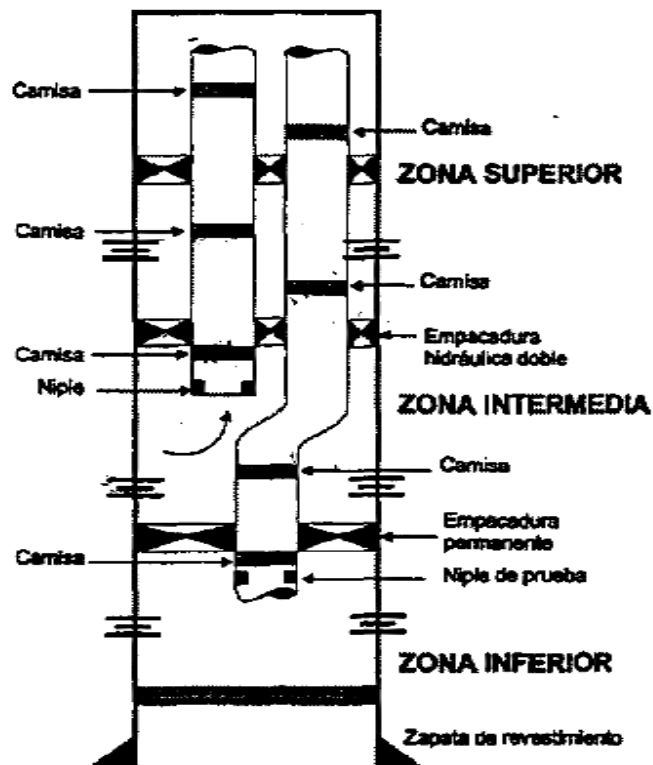 Camisa
Camisa
ZONA SUPERIOR
Camisa
Camisa
Empacadura
hidráulica doble
Camisa
Niple
ZONA INTERMEDIA
Camisa
Empacadura
permanente
Camisa
Niple de prueba
ZONA INFERIOR
Zapata de revestimiento